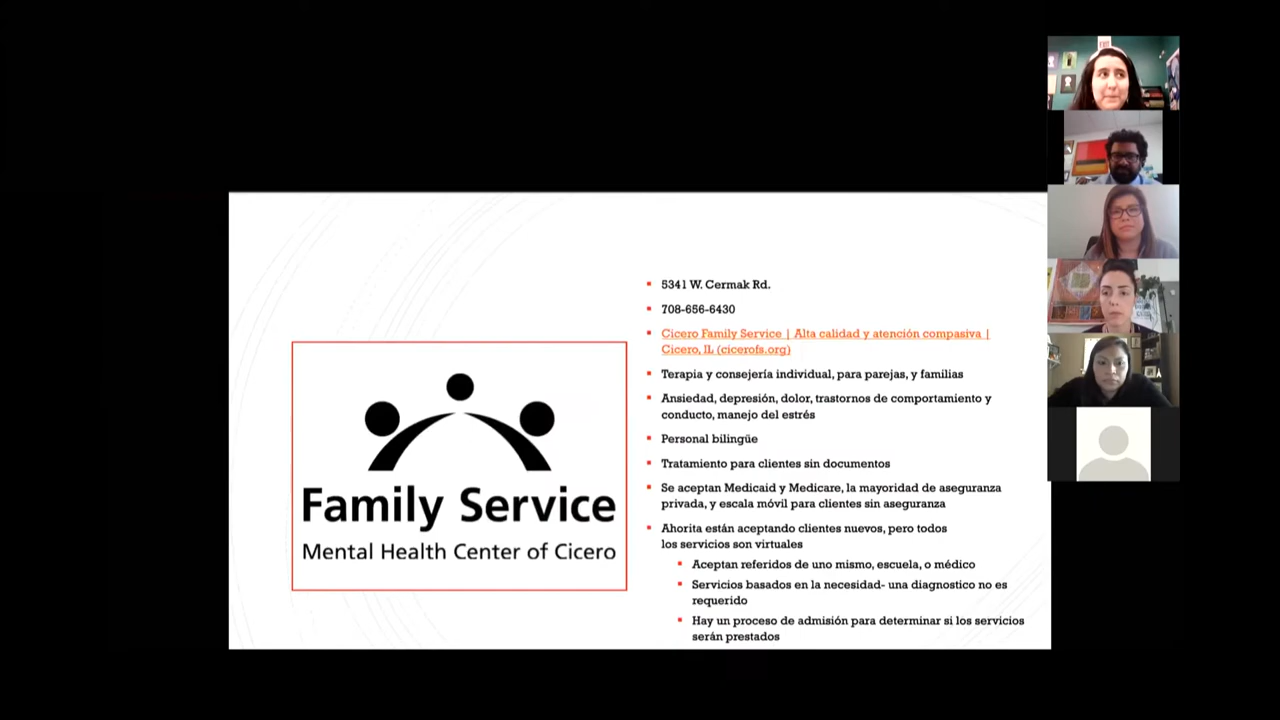 5341 W. Cermak Rd.
708-656-6430
Cicero Family Service | Alta calidad y atención compasiva |
Cicero, IL (cicerofs.org)
Terapia y consejería individual, para parejas, y familias
Ansiedad, depresión, dolor, trastornos de comportamiento y
conducto, manejo del estrés
Personal bilingüe
Tratamiento para clientes sin documentos
Se aceptan Medicaid y Medicare, la mayoridad de aseguranza
privada, y escala móvil para clientes sin aseguranza
Ahorita están aceptando clientes nuevos, pero todos
los servicios son virtuales
Aceptan referidos de uno mismo, escuela, o médico
Servicios basados en la necesidad- una diagnostico no es
requerido
Hay un proceso de admisión para determinar si los servicios
serán prestados
Family Service
Mental Health Center of Cicero